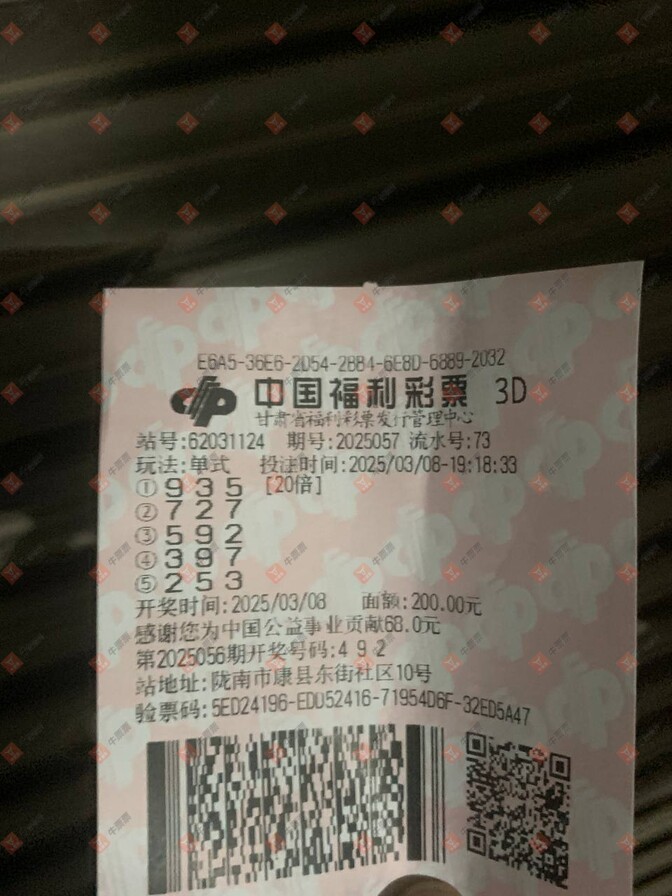 E6A5-36E6-2D54-2BB4-6E8D-6889-2032
中国福利彩票 3D
甘肃省福利彩票发行管理中心
站号:62031124 期号:2025057 流水号:73
玩法:单式 投注时间:2025/03/08-19:18:33
① 9 3 5 [20倍]
② 7 2 7
③ 5 9 2
④ 3 9 7
⑤ 2 5 3
开奖时间:2025/03/08 面额:200.00元
感谢您为中国公益事业贡献68.0元
第2025056期开奖号码:4 9 2
站地址:陇南市康县东街社区10号
验票码:5ED24196-EDD52416-71954D6F-32ED5A47